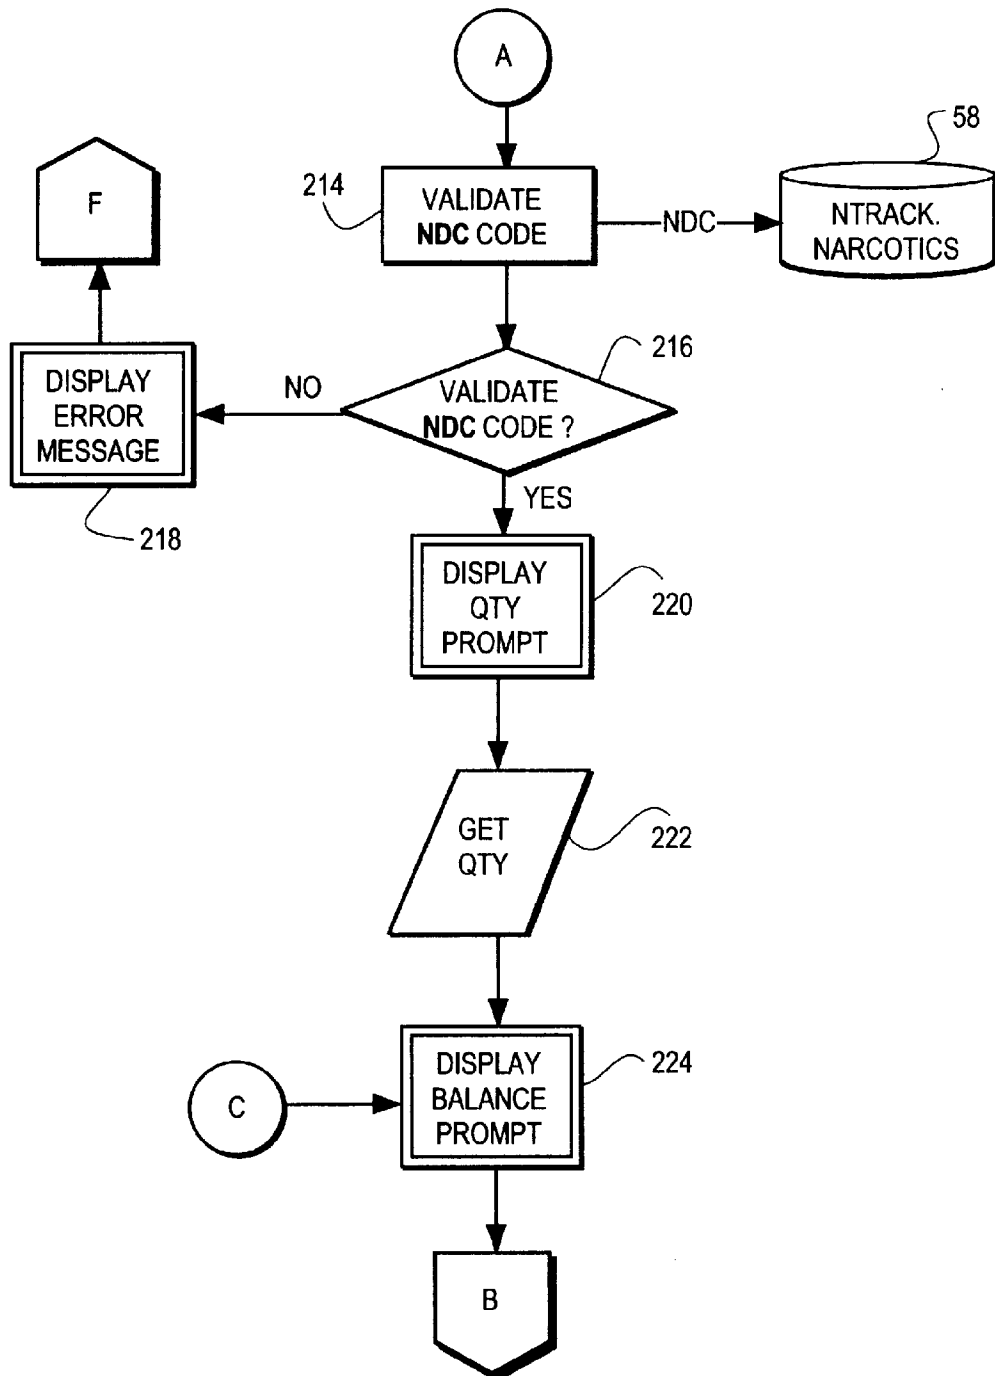 A
58
F
214
VALIDATE
NDC CODE
NDC
NTRACK.
NARCOTICS
216
DISPLAY
ERROR
MESSAGE
NO
VALIDATE
NDC CODE ?
218
YES
DISPLAY
QTY
PROMPT
220
GET
QTY
222
C
DISPLAY
BALANCE
PROMPT
224
B